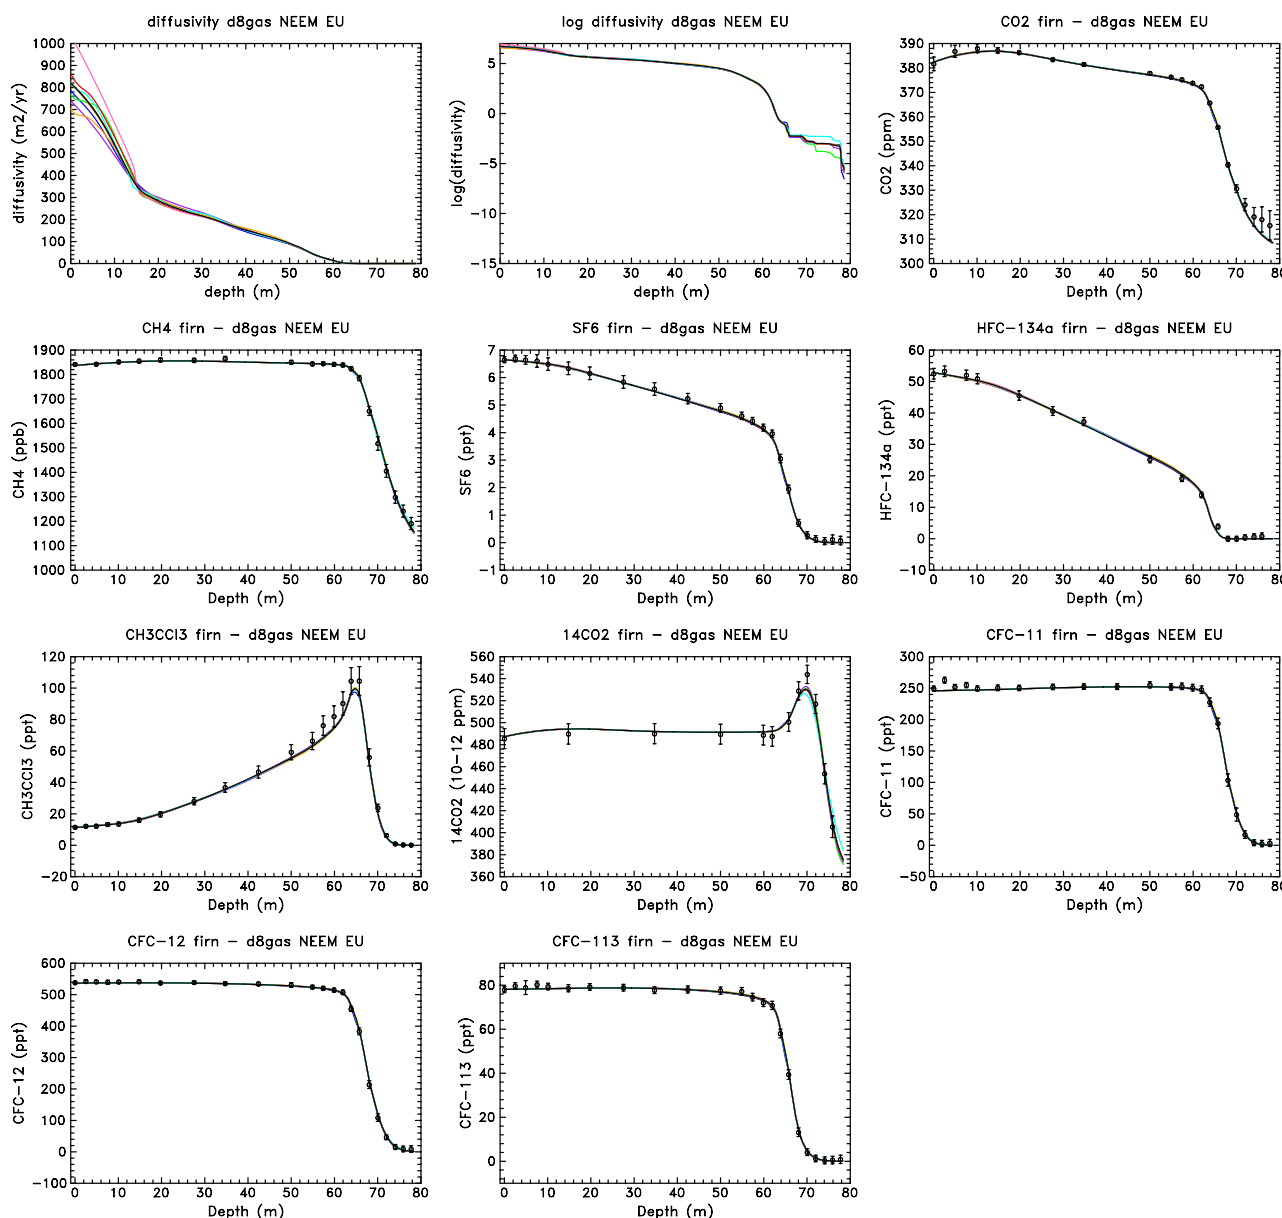 diffusivity d8gas NEEM EU
1000
900
800
700
600
500
400
300
200
100
0
diffusivity (m2/yr)
0 10 20 30 40 50 60 70 80
depth (m)
log diffusivity d8gas NEEM EU
5
0
−5
−10
−15
log(diffusivity)
0 10 20 30 40 50 60 70 80
depth (m)
CO2 firn − d8gas NEEM EU
390
380
370
360
350
340
330
320
310
300
CO2 (ppm)
0 10 20 30 40 50 60 70 80
Depth (m)
CH4 firn − d8gas NEEM EU
1900
1800
1700
1600
1500
1400
1300
1200
1100
1000
CH4 (ppb)
0 10 20 30 40 50 60 70 80
Depth (m)
SF6 firn − d8gas NEEM EU
7
6
5
4
3
2
1
0
−1
SF6 (ppt)
0 10 20 30 40 50 60 70 80
Depth (m)
HFC−134a firn − d8gas NEEM EU
60
50
40
30
20
10
0
−10
HFC−134a (ppt)
0 10 20 30 40 50 60 70 80
Depth (m)
CH3CCl3 firn − d8gas NEEM EU
120
100
80
60
40
20
0
−20
CH3CCl3 (ppt)
0 10 20 30 40 50 60 70 80
Depth (m)
14CO2 firn − d8gas NEEM EU
560
540
520
500
480
460
440
420
400
380
360
14CO2 (10−12 ppm)
0 10 20 30 40 50 60 70 80
Depth (m)
CFC−11 firn − d8gas NEEM EU
300
250
200
150
100
50
0
−50
CFC−11 (ppt)
0 10 20 30 40 50 60 70 80
Depth (m)
CFC−12 firn − d8gas NEEM EU
600
500
400
300
200
100
0
−100
CFC−12 (ppt)
0 10 20 30 40 50 60 70 80
Depth (m)
CFC−113 firn − d8gas NEEM EU
80
60
40
20
0
CFC−113 (ppt)
0 10 20 30 40 50 60 70 80
Depth (m)